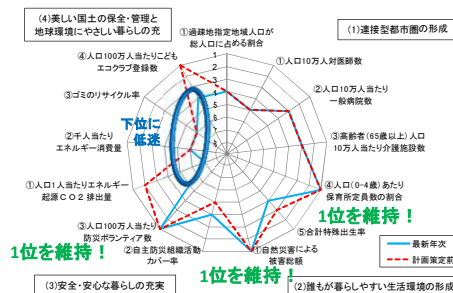 (4)美しい国土の保全・管理と
地球環境にやさしい暮らしの充
①過疎地指定地域人口が
総人口に占める割合
(1)連接型都市圏の形成
④人口100万人当たりこども
エコクラブ登録数
①人口10万人対医師数
③ゴミのリサイクル率
②人口10万人当たり
一般病院数
下位に
低迷
②千人当たり
エネルギー消費量
③高齢者(65歳以上)人口
10万人当たり介護施設数
①人口1人当たりエネルギー
起源CO2排出量
④人口(0-4歳)あたり
保育所定員数の割合
③人口100万人当たり
防災ボランティア数
1位を維持!
⑤合計特殊出生率
1位を維持!
②自主防災組織活動
カバー率
①自然災害による
被害総額
最新年次
計画策定前
1位を維持!
(3)安全・安心な暮らしの充実
(2)誰もが暮らしやすい生活環境の形成
1
2
3
4
5
6
7
8